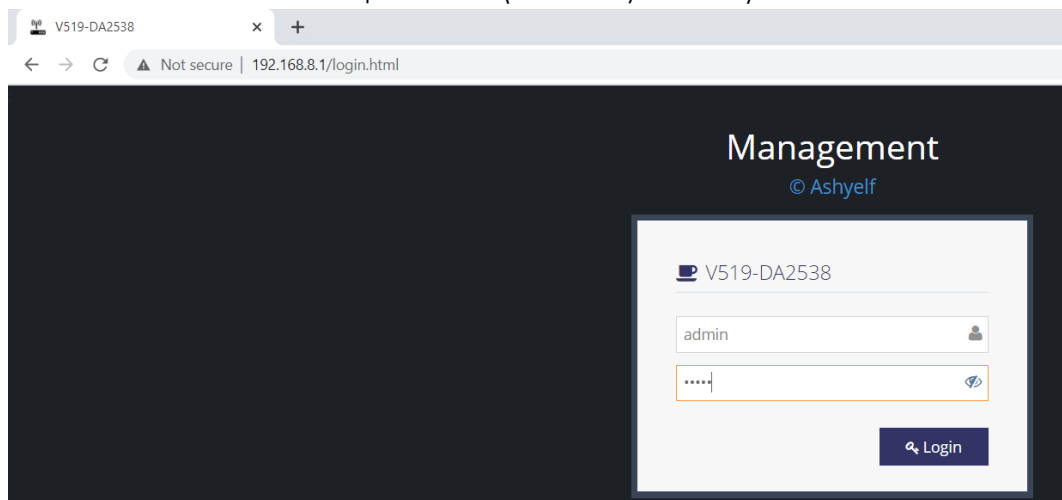 V519-DA2538
Not secure | 192.168.8.1/login.html
Management
© Ashyelf
V519-DA2538
admin
•••••
Login